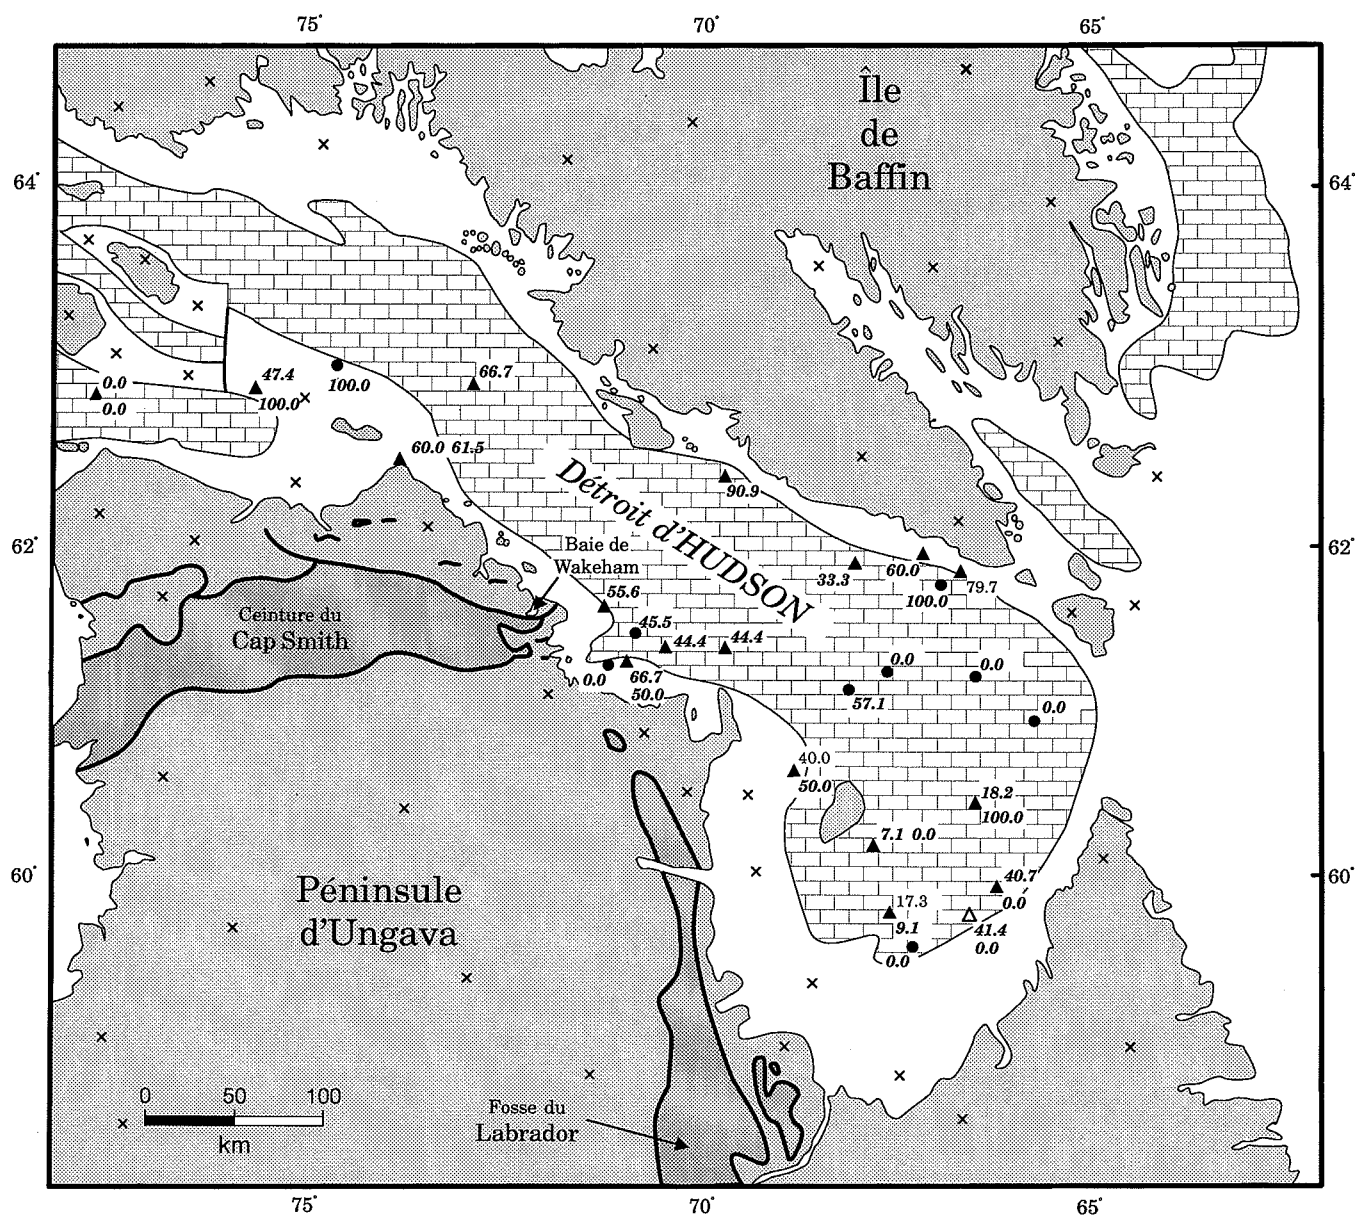 75° 70° 65°
Île
de
Baffin
64° 64°
66.7
47.4
100.0
100.0
0.0
0.0
60.0 61.5
90.9
Détroit d'HUDSON
62° 62°
Baie de
Wakeham
33.3
60.0
79.7
100.0
55.6
Ceinture du
Cap Smith
45.5
44.4
44.4
0.0
66.7
50.0
0.0
0.0
57.1
0.0
40.0
50.0
18.2
100.0
7.1 0.0
60° 60°
40.7
0.0
17.3
9.1
41.4
0.0
0.0
Péninsule
d'Ungava
0 50 100
km
Fosse du
Labrador
75° 70° 65°